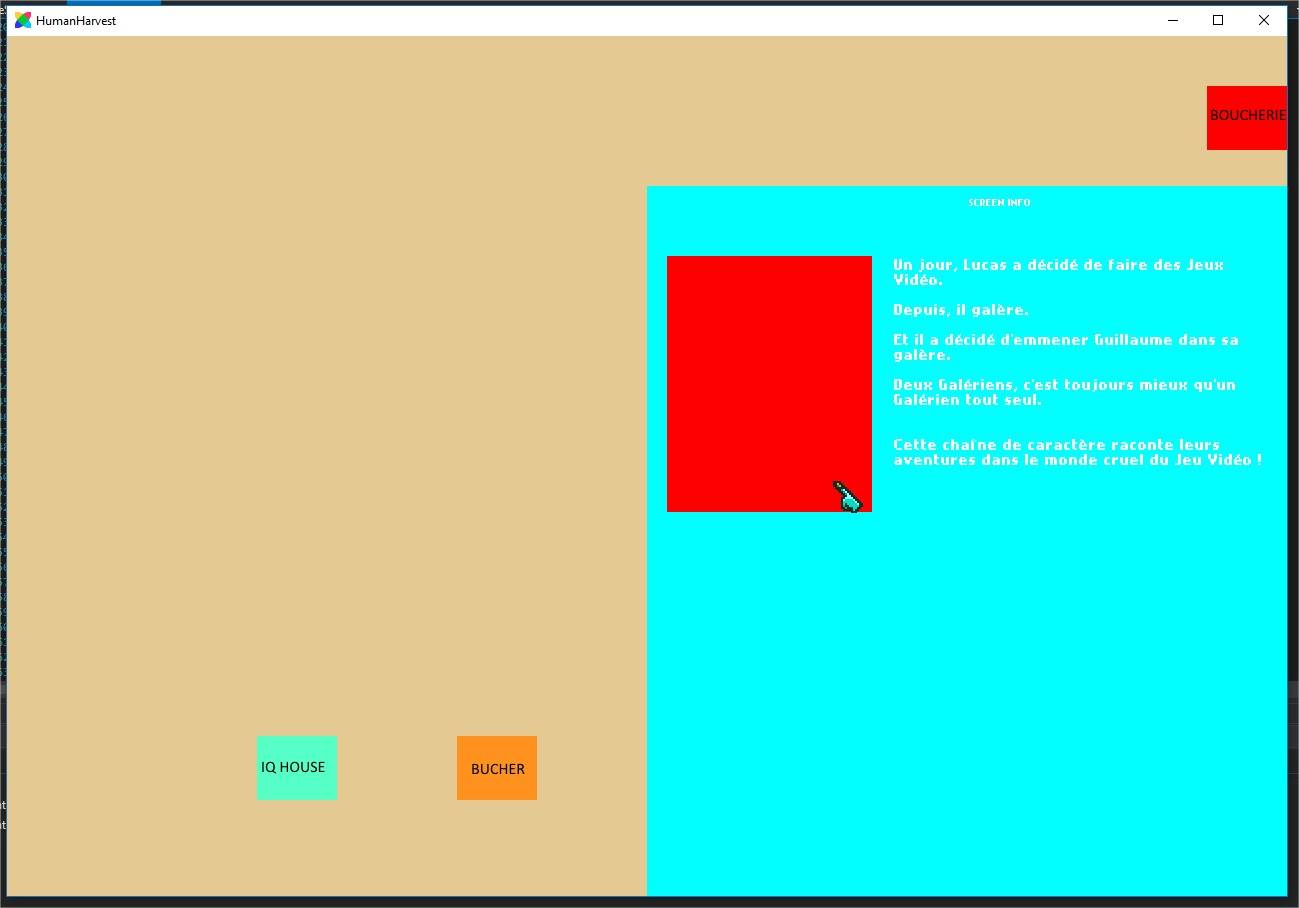 HumanHarvest
BOUCHERIE
SCREEN INFO
Un jour, Lucas a décidé de faire des Jeux
Vidéo.
Depuis, il galère.
Et il a décidé d'emmener Guillaume dans sa
galère.
Deux Galériens, c'est toujours mieux qu'un
Galérien tout seul.
Cette chaîne de caractère raconte leurs
aventures dans le monde cruel du Jeu Vidéo !
IQ HOUSE
BUCHER